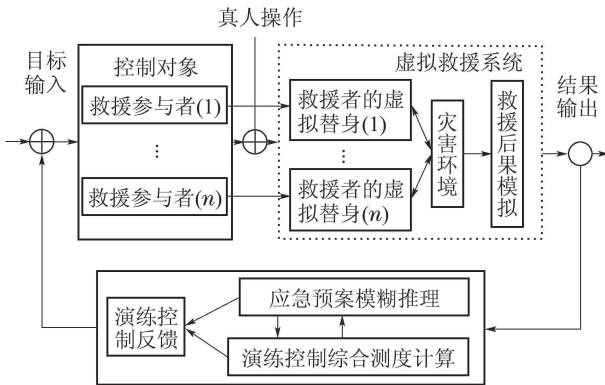 真人操作
目标
输入
控制对象
救援参与者(1)
⋮
救援参与者(n)
虚拟救援系统
救援者的虚
拟替身(1)
⋮
救援者的虚
拟替身(n)
灾害环境
救援后果模拟
结果
输出
演练控
制反馈
应急预案模糊推理
演练控制综合测度计算